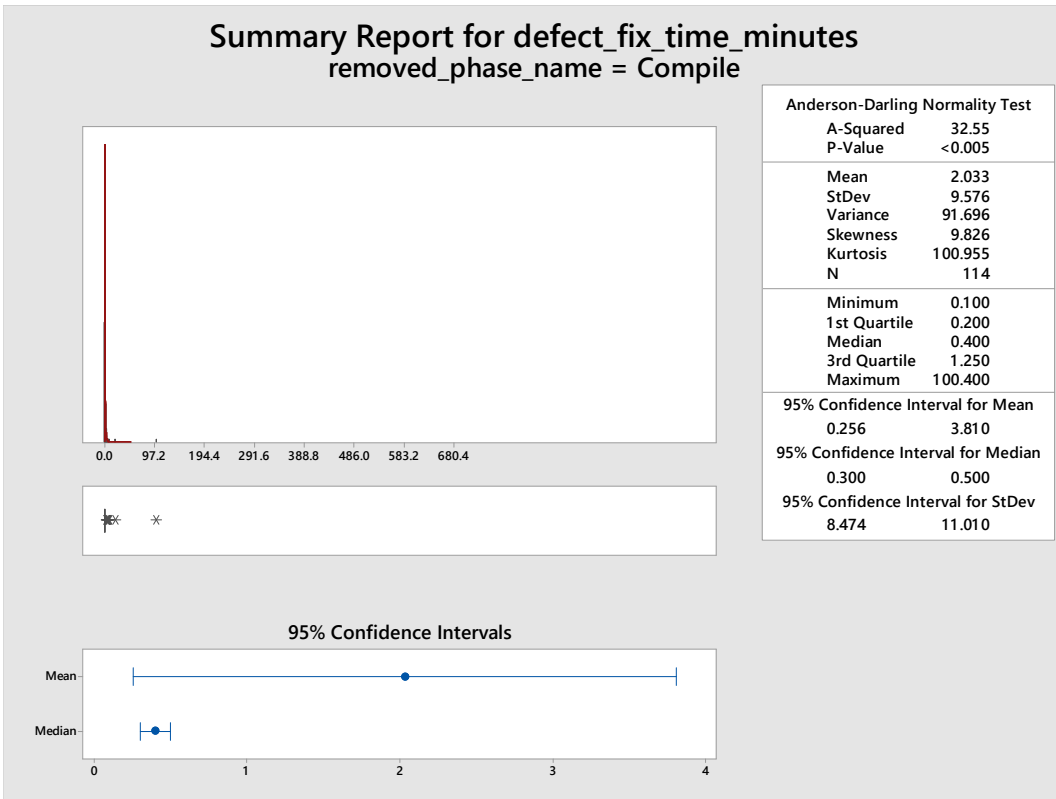 Summary Report for defect_fix_time_minutes
removed_phase_name = Compile
0.0 97.2 194.4 291.6 388.8 486.0 583.2 680.4
Anderson-Darling Normality Test
A-Squared 32.55
P-Value <0.005
Mean 2.033
StDev 9.576
Variance 91.696
Skewness 9.826
Kurtosis 100.955
N 114
Minimum 0.100
1st Quartile 0.200
Median 0.400
3rd Quartile 1.250
Maximum 100.400
95% Confidence Interval for Mean
0.256 3.810
95% Confidence Interval for Median
0.300 0.500
95% Confidence Interval for StDev
8.474 11.010
95% Confidence Intervals
Mean
Median
0 1 2 3 4